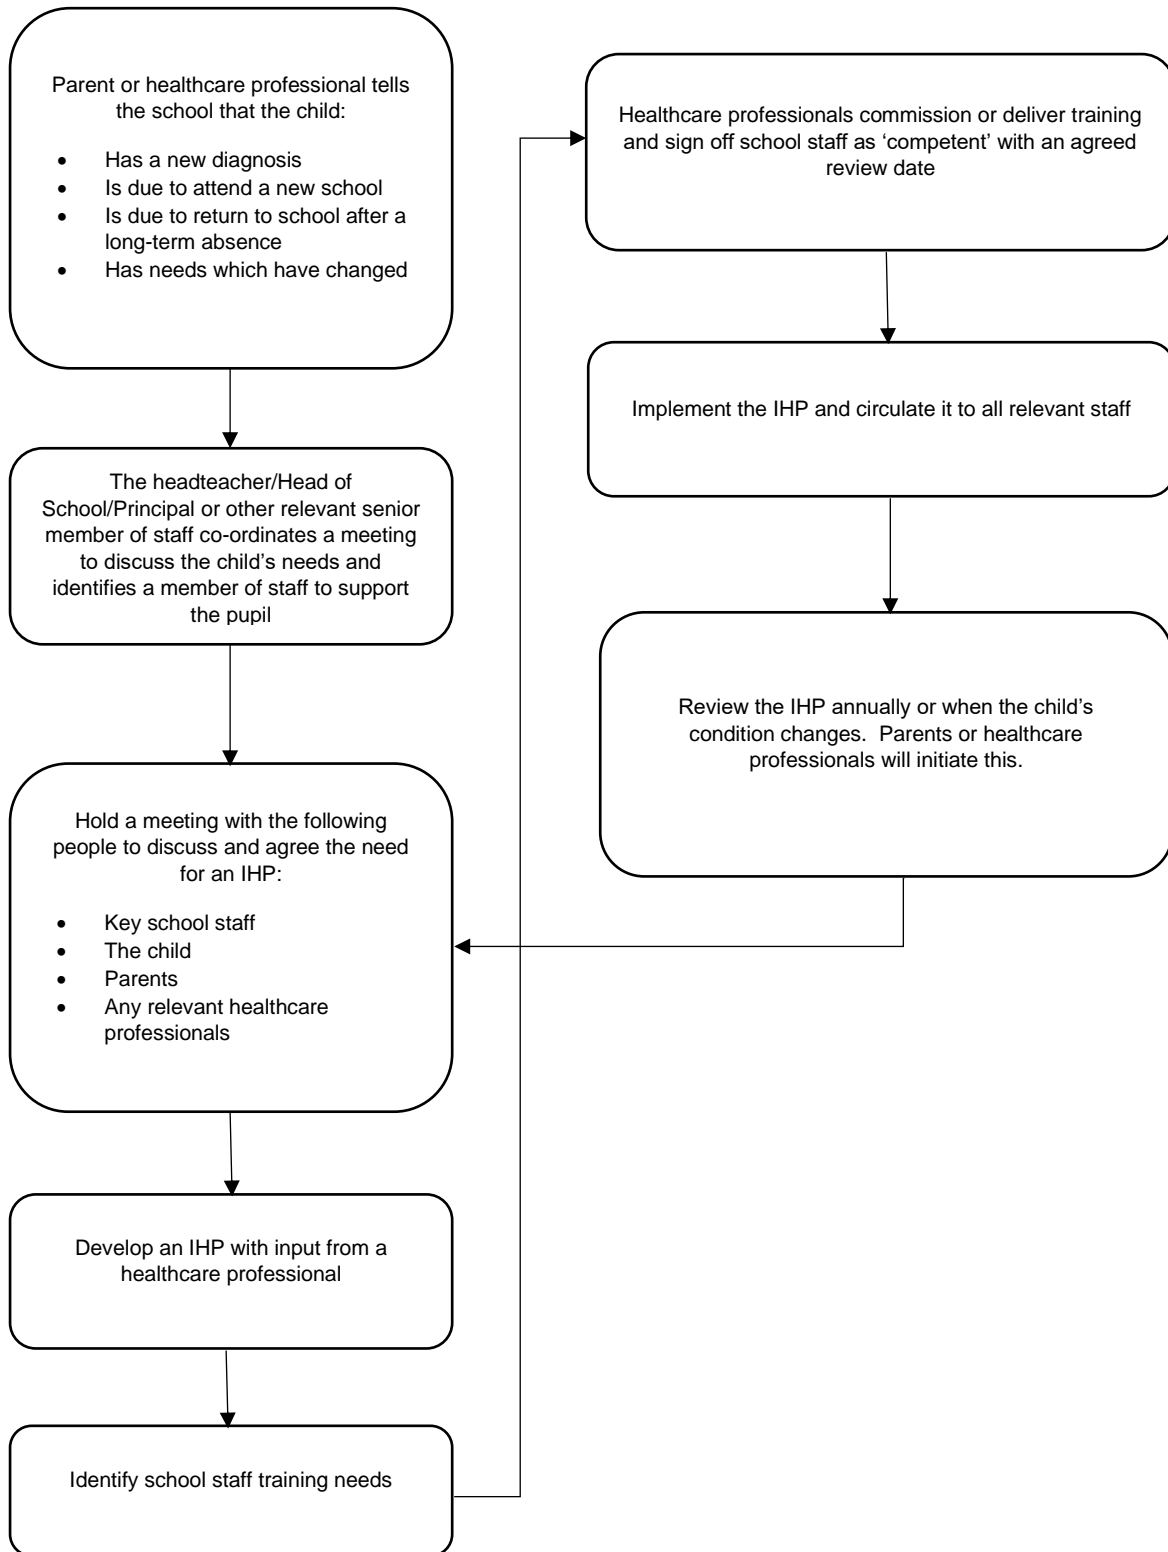 Parent or healthcare professional tells
the school that the child:
• Has a new diagnosis
• Is due to attend a new school
• Is due to return to school after a
long-term absence
• Has needs which have changed
The headteacher/Head of
School/Principal or other relevant senior
member of staff co-ordinates a meeting
to discuss the child’s needs and
identifies a member of staff to support
the pupil
Hold a meeting with the following
people to discuss and agree the need
for an IHP:
• Key school staff
• The child
• Parents
• Any relevant healthcare
professionals
Develop an IHP with input from a
healthcare professional
Identify school staff training needs
Healthcare professionals commission or deliver training
and sign off school staff as ‘competent’ with an agreed
review date
Implement the IHP and circulate it to all relevant staff
Review the IHP annually or when the child’s
condition changes.  Parents or healthcare
professionals will initiate this.